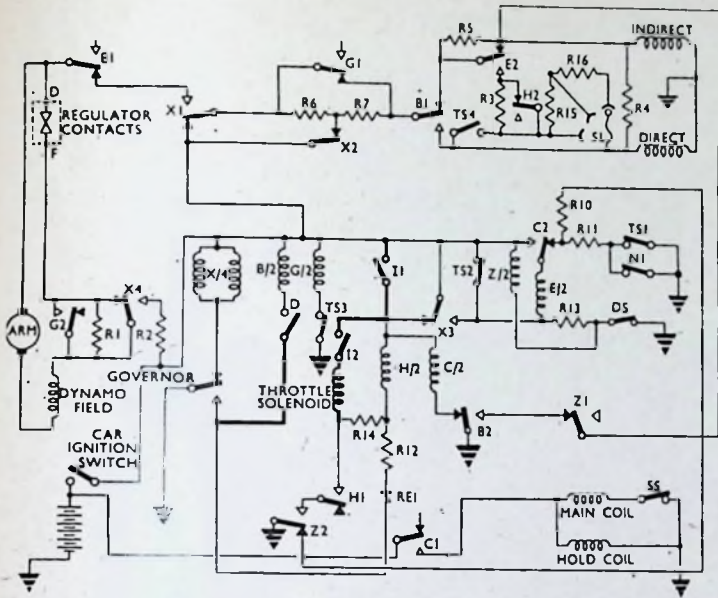 E1
G1
R5
INDIRECT
E2
R16
D
REGULATOR
CONTACTS
F
X1
R6
R7
B1
TS4
R3
H2
R15
S1
R4
DIRECT
X2
R10
C2
R11
TS1
N1
X/4
B/2
G/2
I1
TS2
Z/2
E/2
X4
D
TS3
X3
R13
DS
ARM
G2
R1
R2
I2
H/2
C/2
GOVERNOR
THROTTLE
SOLENOID
Z1
DYNAMO
FIELD
R14
R12
B2
CAR
IGNITION
SWITCH
H1
RE1
SS
MAIN COIL
Z2
C1
HOLD COIL